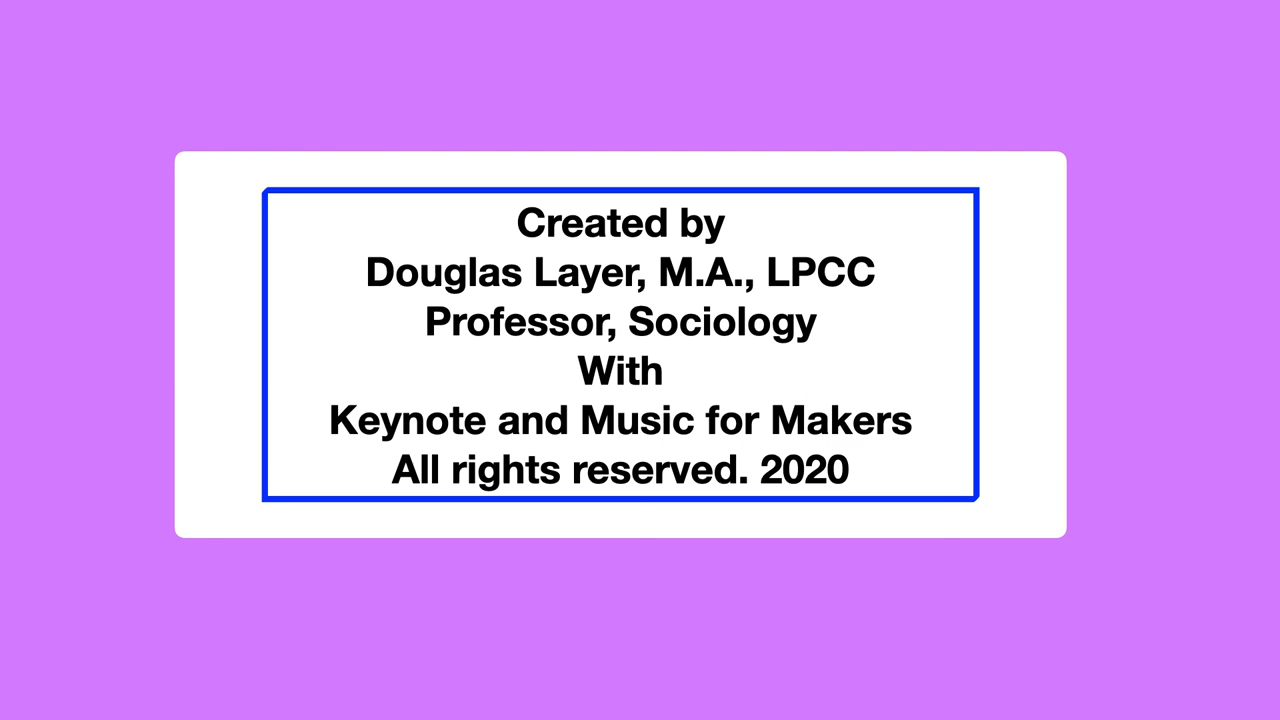 Created by
Douglas Layer, M.A., LPCC
Professor, Sociology
With
Keynote and Music for Makers
All rights reserved. 2020